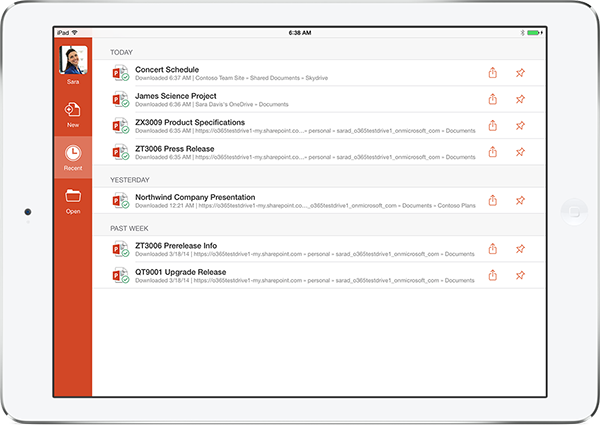 iPad
6:38 AM
Sara
New
Recent
Open
TODAY
Concert Schedule
Downloaded 6:37 AM | Contoso Team Site » Shared Documents » Skydrive
James Science Project
Downloaded 6:36 AM | Sara Davis's OneDrive » Documents
ZX3009 Product Specifications
Downloaded 6:35 AM | https://o365testdrive1-my.sharepoint.co...» personal » sarad_o365testdrive1_onmicrosoft_com » Documents
ZT3006 Press Release
Downloaded 6:35 AM | https://o365testdrive1-my.sharepoint.co...» personal » sarad_o365testdrive1_onmicrosoft_com » Documents
YESTERDAY
Northwind Company Presentation
Downloaded 12:21 AM | https://o365testdrive1-my.sharepoint.co..._o365testdrive1_onmicrosoft_com » Documents » Contoso Plans
PAST WEEK
ZT3006 Prerelease Info
Downloaded 3/18/14 | https://o365testdrive1-my.sharepoint.com » personal » sarad_o365testdrive1_onmicrosoft_com » Documents
QT9001 Upgrade Release
Downloaded 3/18/14 | https://o365testdrive1-my.sharepoint.com » personal » sarad_o365testdrive1_onmicrosoft_com » Documents